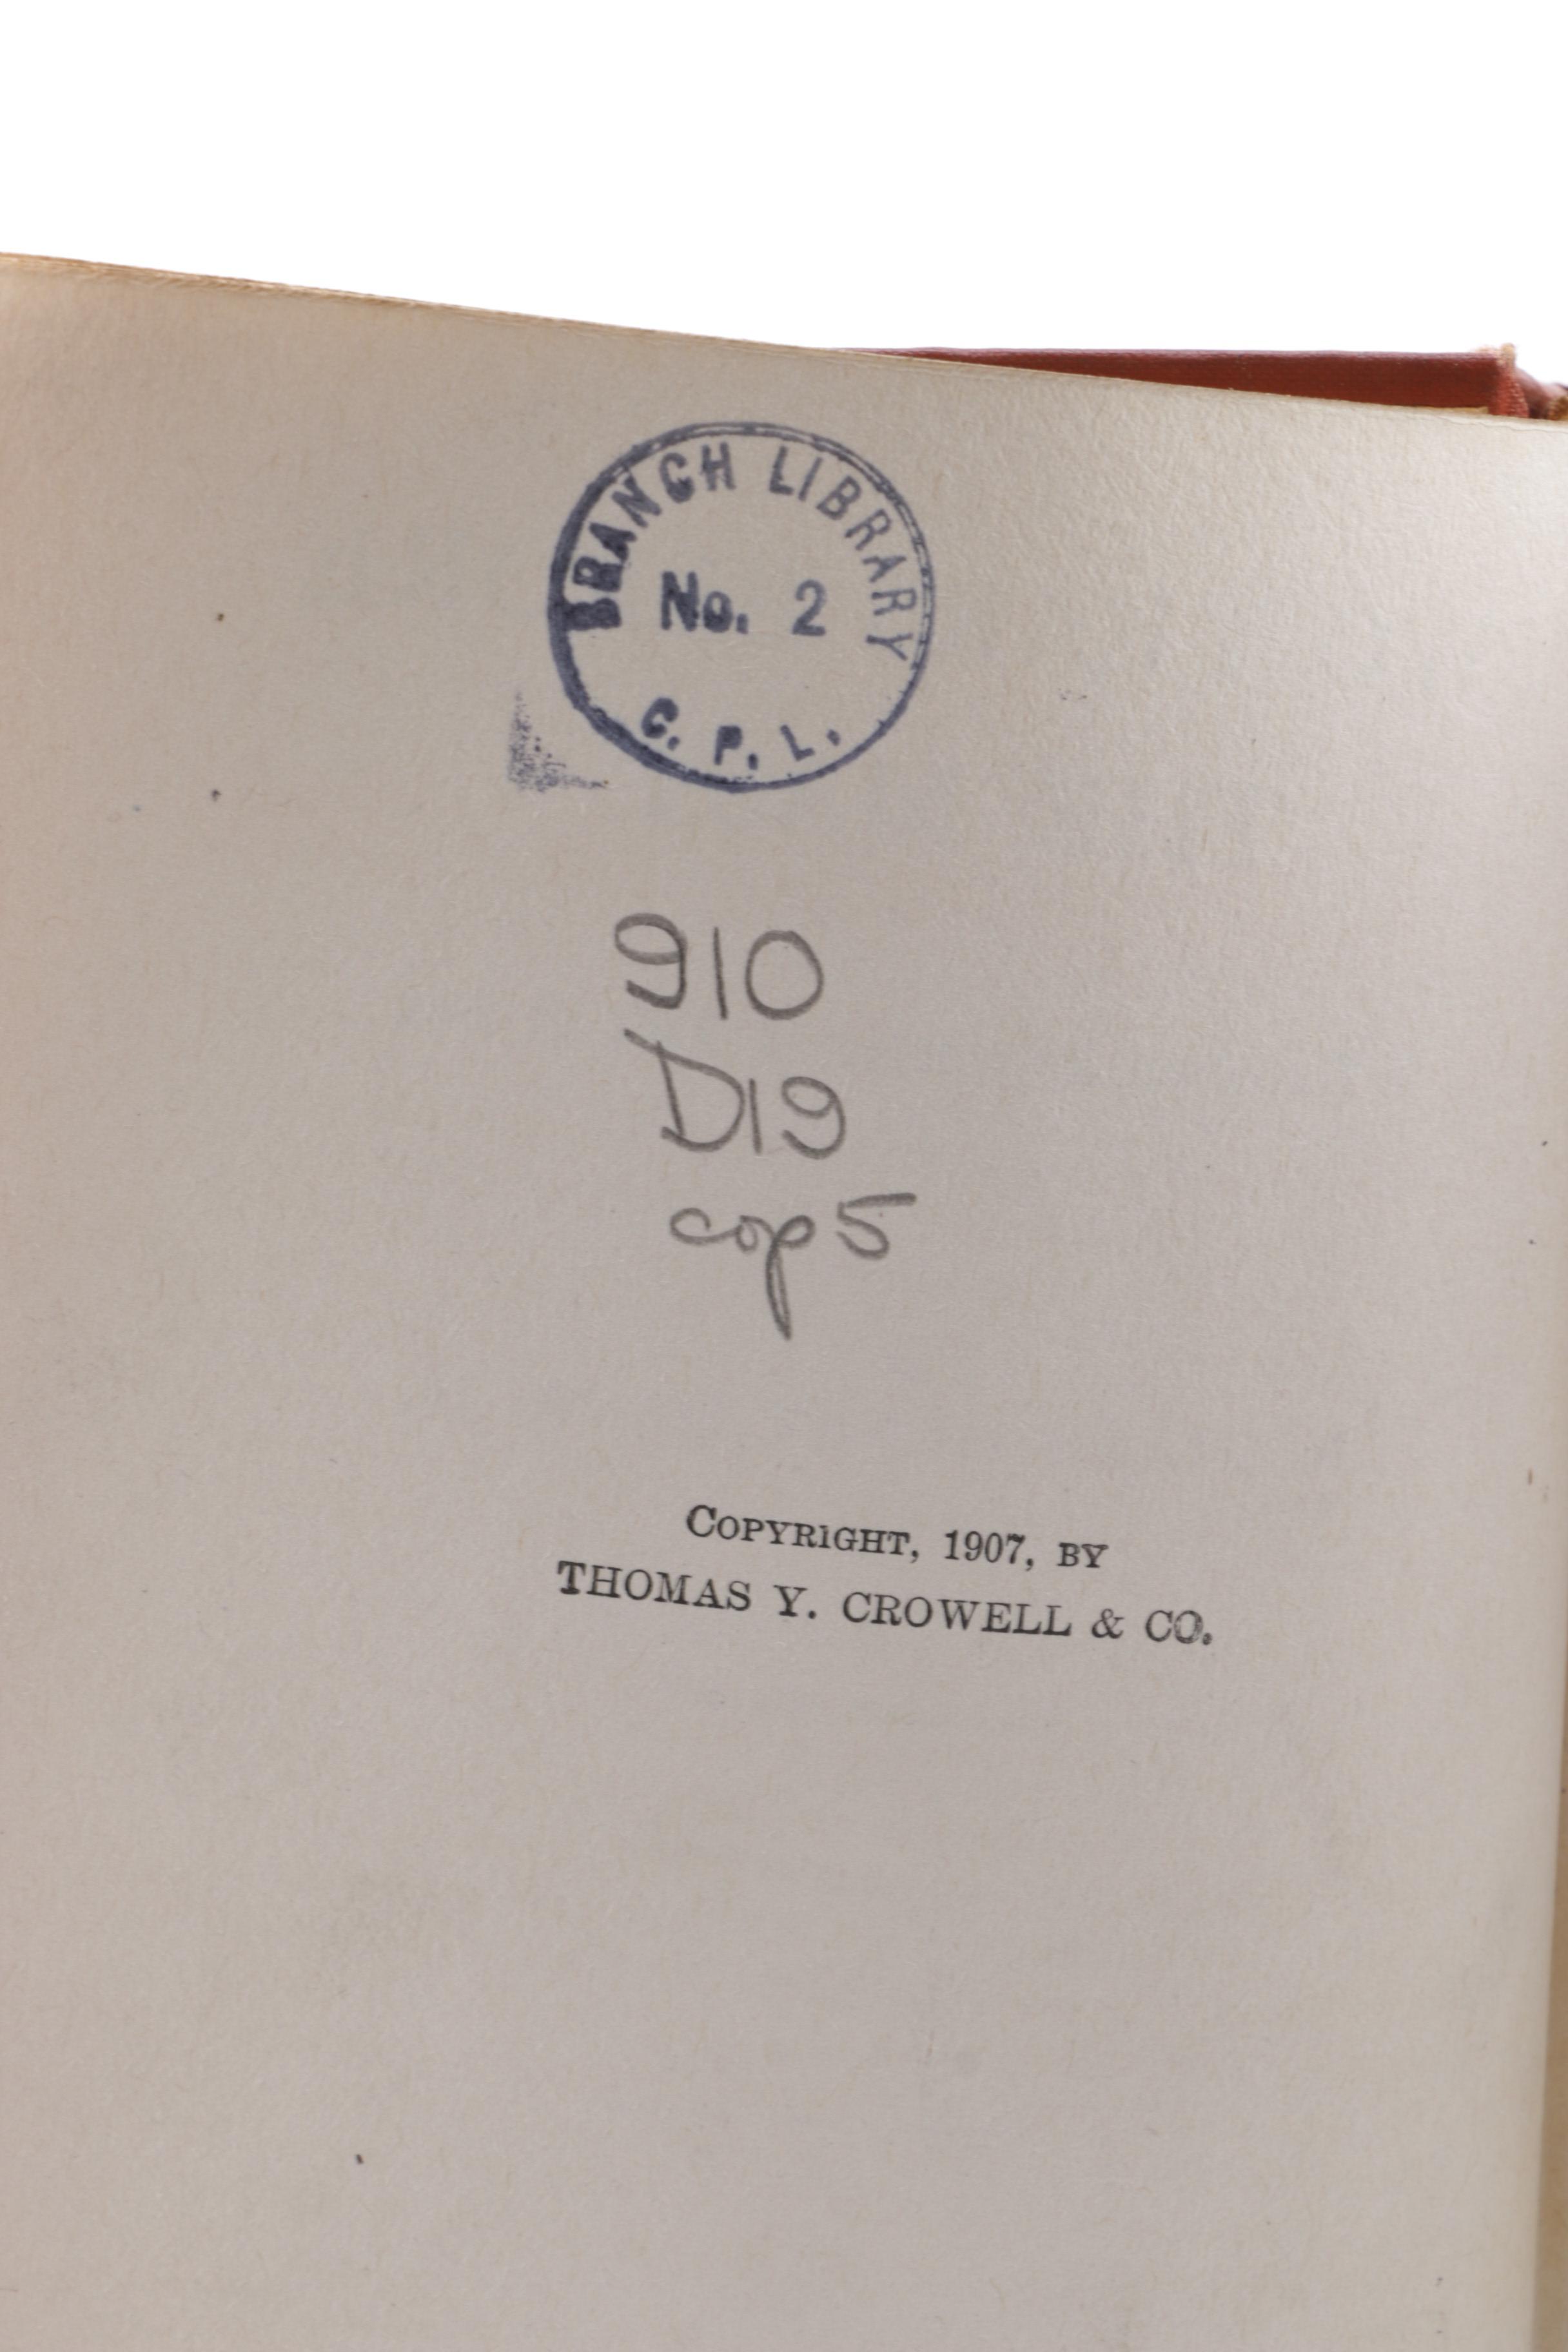 BRANCH LIBRARY
No. 2
C. P. L.
910
D19
cop 5
COPYRIGHT, 1907, BY
THOMAS Y. CROWELL & CO.